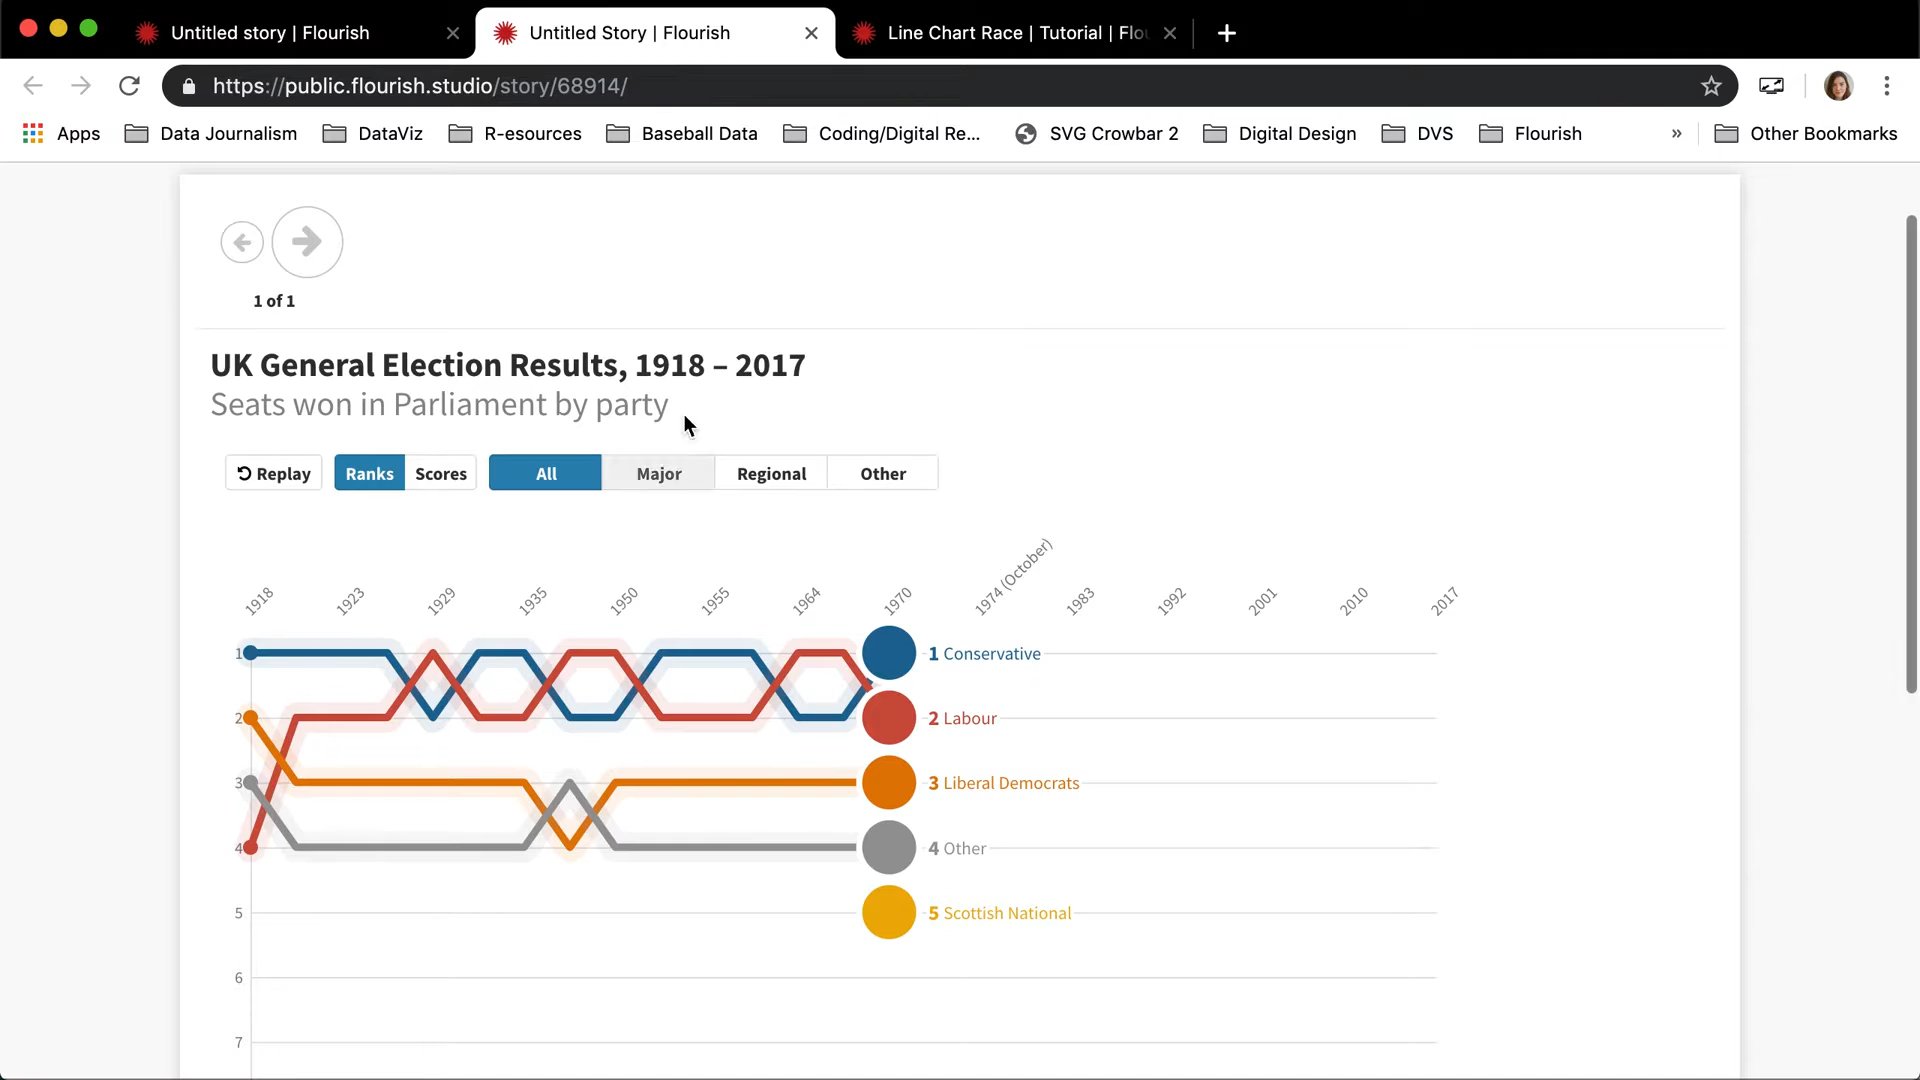 Untitled story | Flourish
Untitled Story | Flourish
Line Chart Race | Tutorial | Flo
https://public.flourish.studio/story/68914/
Apps
Data Journalism
DataViz
R-esources
Baseball Data
Coding/Digital Re...
SVG Crowbar 2
Digital Design
DVS
Flourish
»
Other Bookmarks
1 of 1
UK General Election Results, 1918 – 2017
Seats won in Parliament by party
Replay
Ranks
Scores
All
Major
Regional
Other
1918
1923
1929
1935
1950
1955
1964
1970
1974 (October)
1983
1992
2001
2010
2017
1
1 Conservative
2
2 Labour
3
3 Liberal Democrats
4
4 Other
5
5 Scottish National
6
7